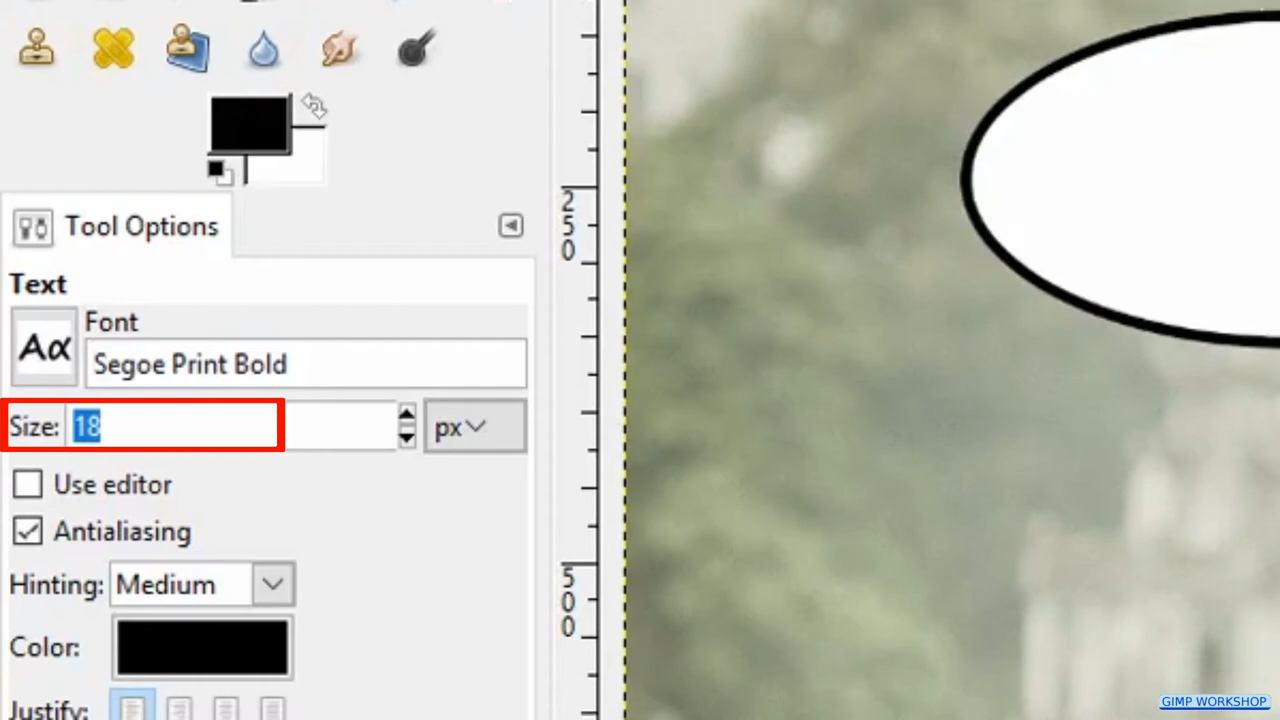 Tool Options
Text
Aα
Font
Segoe Print Bold
Size: 18
px
Use editor
Antialiasing
Hinting: Medium
Color:
Justify:
250
500
GIMP WORKSHOP